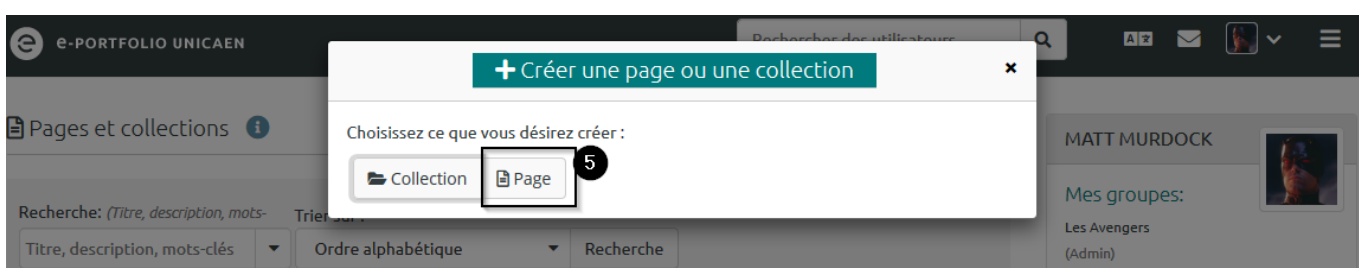 e-PORTFOLIO UNICAEN
Rechercher des utilisateurs
Créer une page ou une collection
×
Pages et collections
Choisissez ce que vous désirez créer :
Collection
Page
5
MATT MURDOCK
Mes groupes:
Les Avengers
(Admin)
Recherche: (Titre, description, mots-
Trier sur :
Titre, description, mots-clés
Ordre alphabétique
Recherche